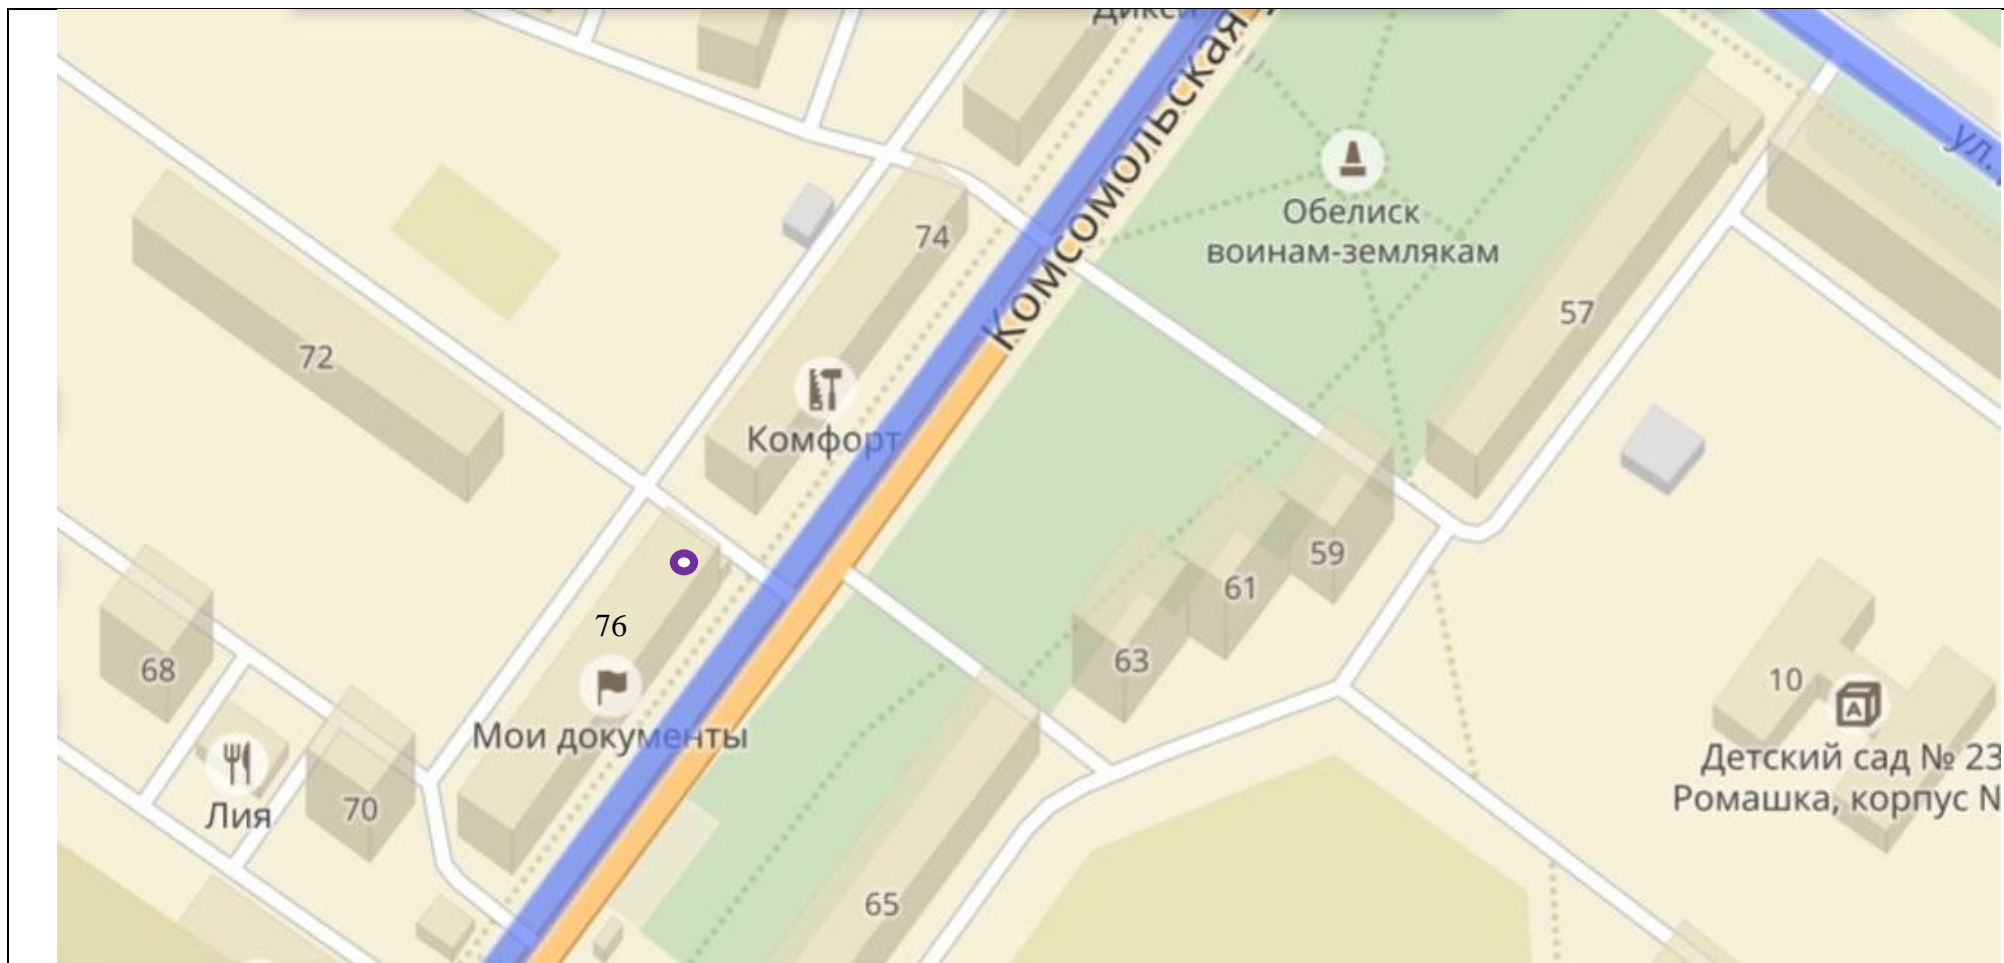 Дикси
Комсомольская
ул.
74
Обелиск
воинам-землякам
57
72
Комфорт
59
61
76
63
68
10
Мои документы
Детский сад № 23
Ромашка, корпус N
Лия
70
65